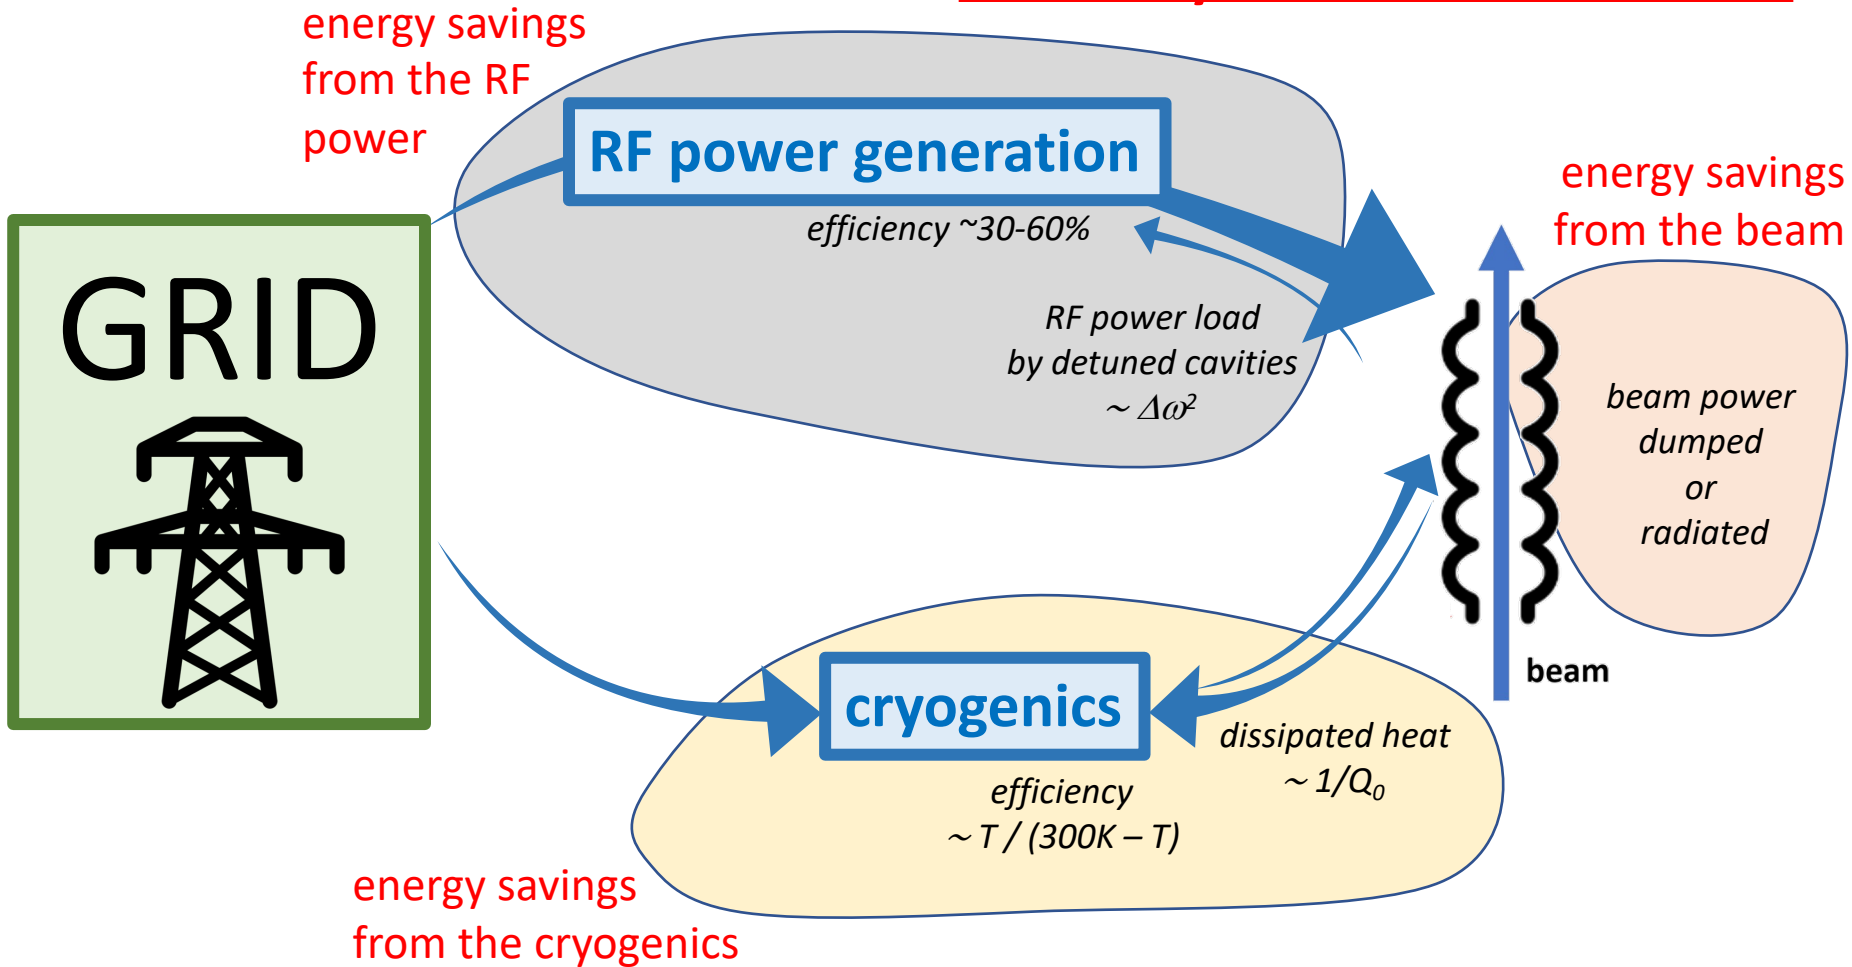 energy savings
from the RF
power
RF power generation
efficiency ~30-60%
energy savings
from the beam
GRID
RF power load
by detuned cavities
~ Δω²
beam power
dumped
or
radiated
beam
cryogenics
dissipated heat
~ 1/Q₀
efficiency
~ T / (300K – T)
energy savings
from the cryogenics